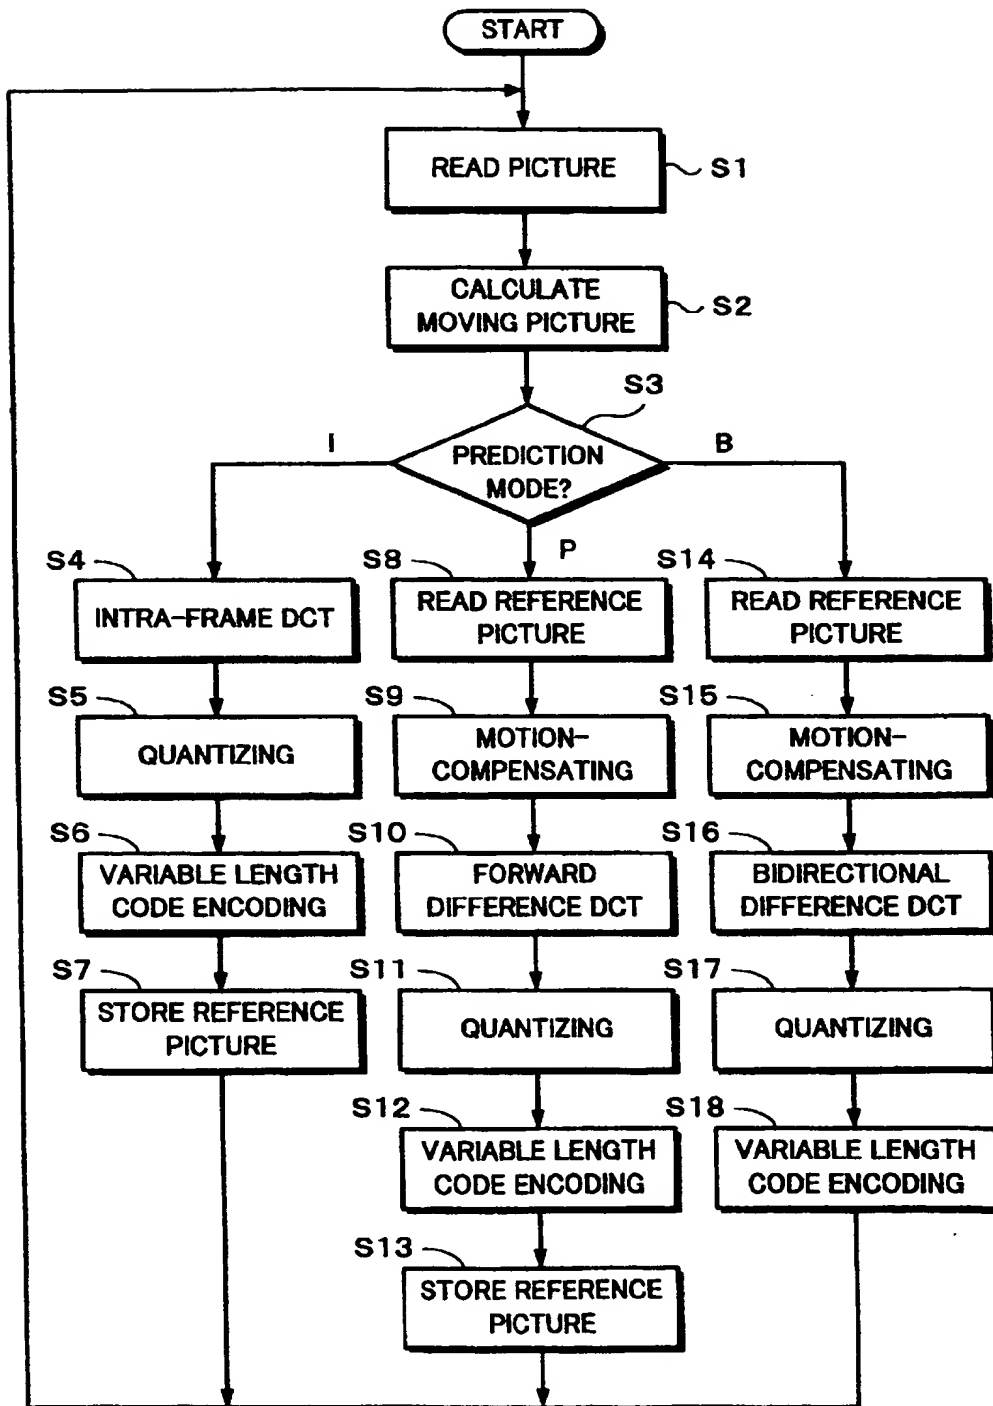 START
READ PICTURE
S1
CALCULATE
MOVING PICTURE
S2
S3
PREDICTION
MODE?
I
B
P
S4
INTRA-FRAME DCT
S5
QUANTIZING
S6
VARIABLE LENGTH
CODE ENCODING
S7
STORE REFERENCE
PICTURE
S8
READ REFERENCE
PICTURE
S9
MOTION-
COMPENSATING
S10
FORWARD
DIFFERENCE DCT
S11
QUANTIZING
S12
VARIABLE LENGTH
CODE ENCODING
S13
STORE REFERENCE
PICTURE
S14
READ REFERENCE
PICTURE
S15
MOTION-
COMPENSATING
S16
BIDIRECTIONAL
DIFFERENCE DCT
S17
QUANTIZING
S18
VARIABLE LENGTH
CODE ENCODING